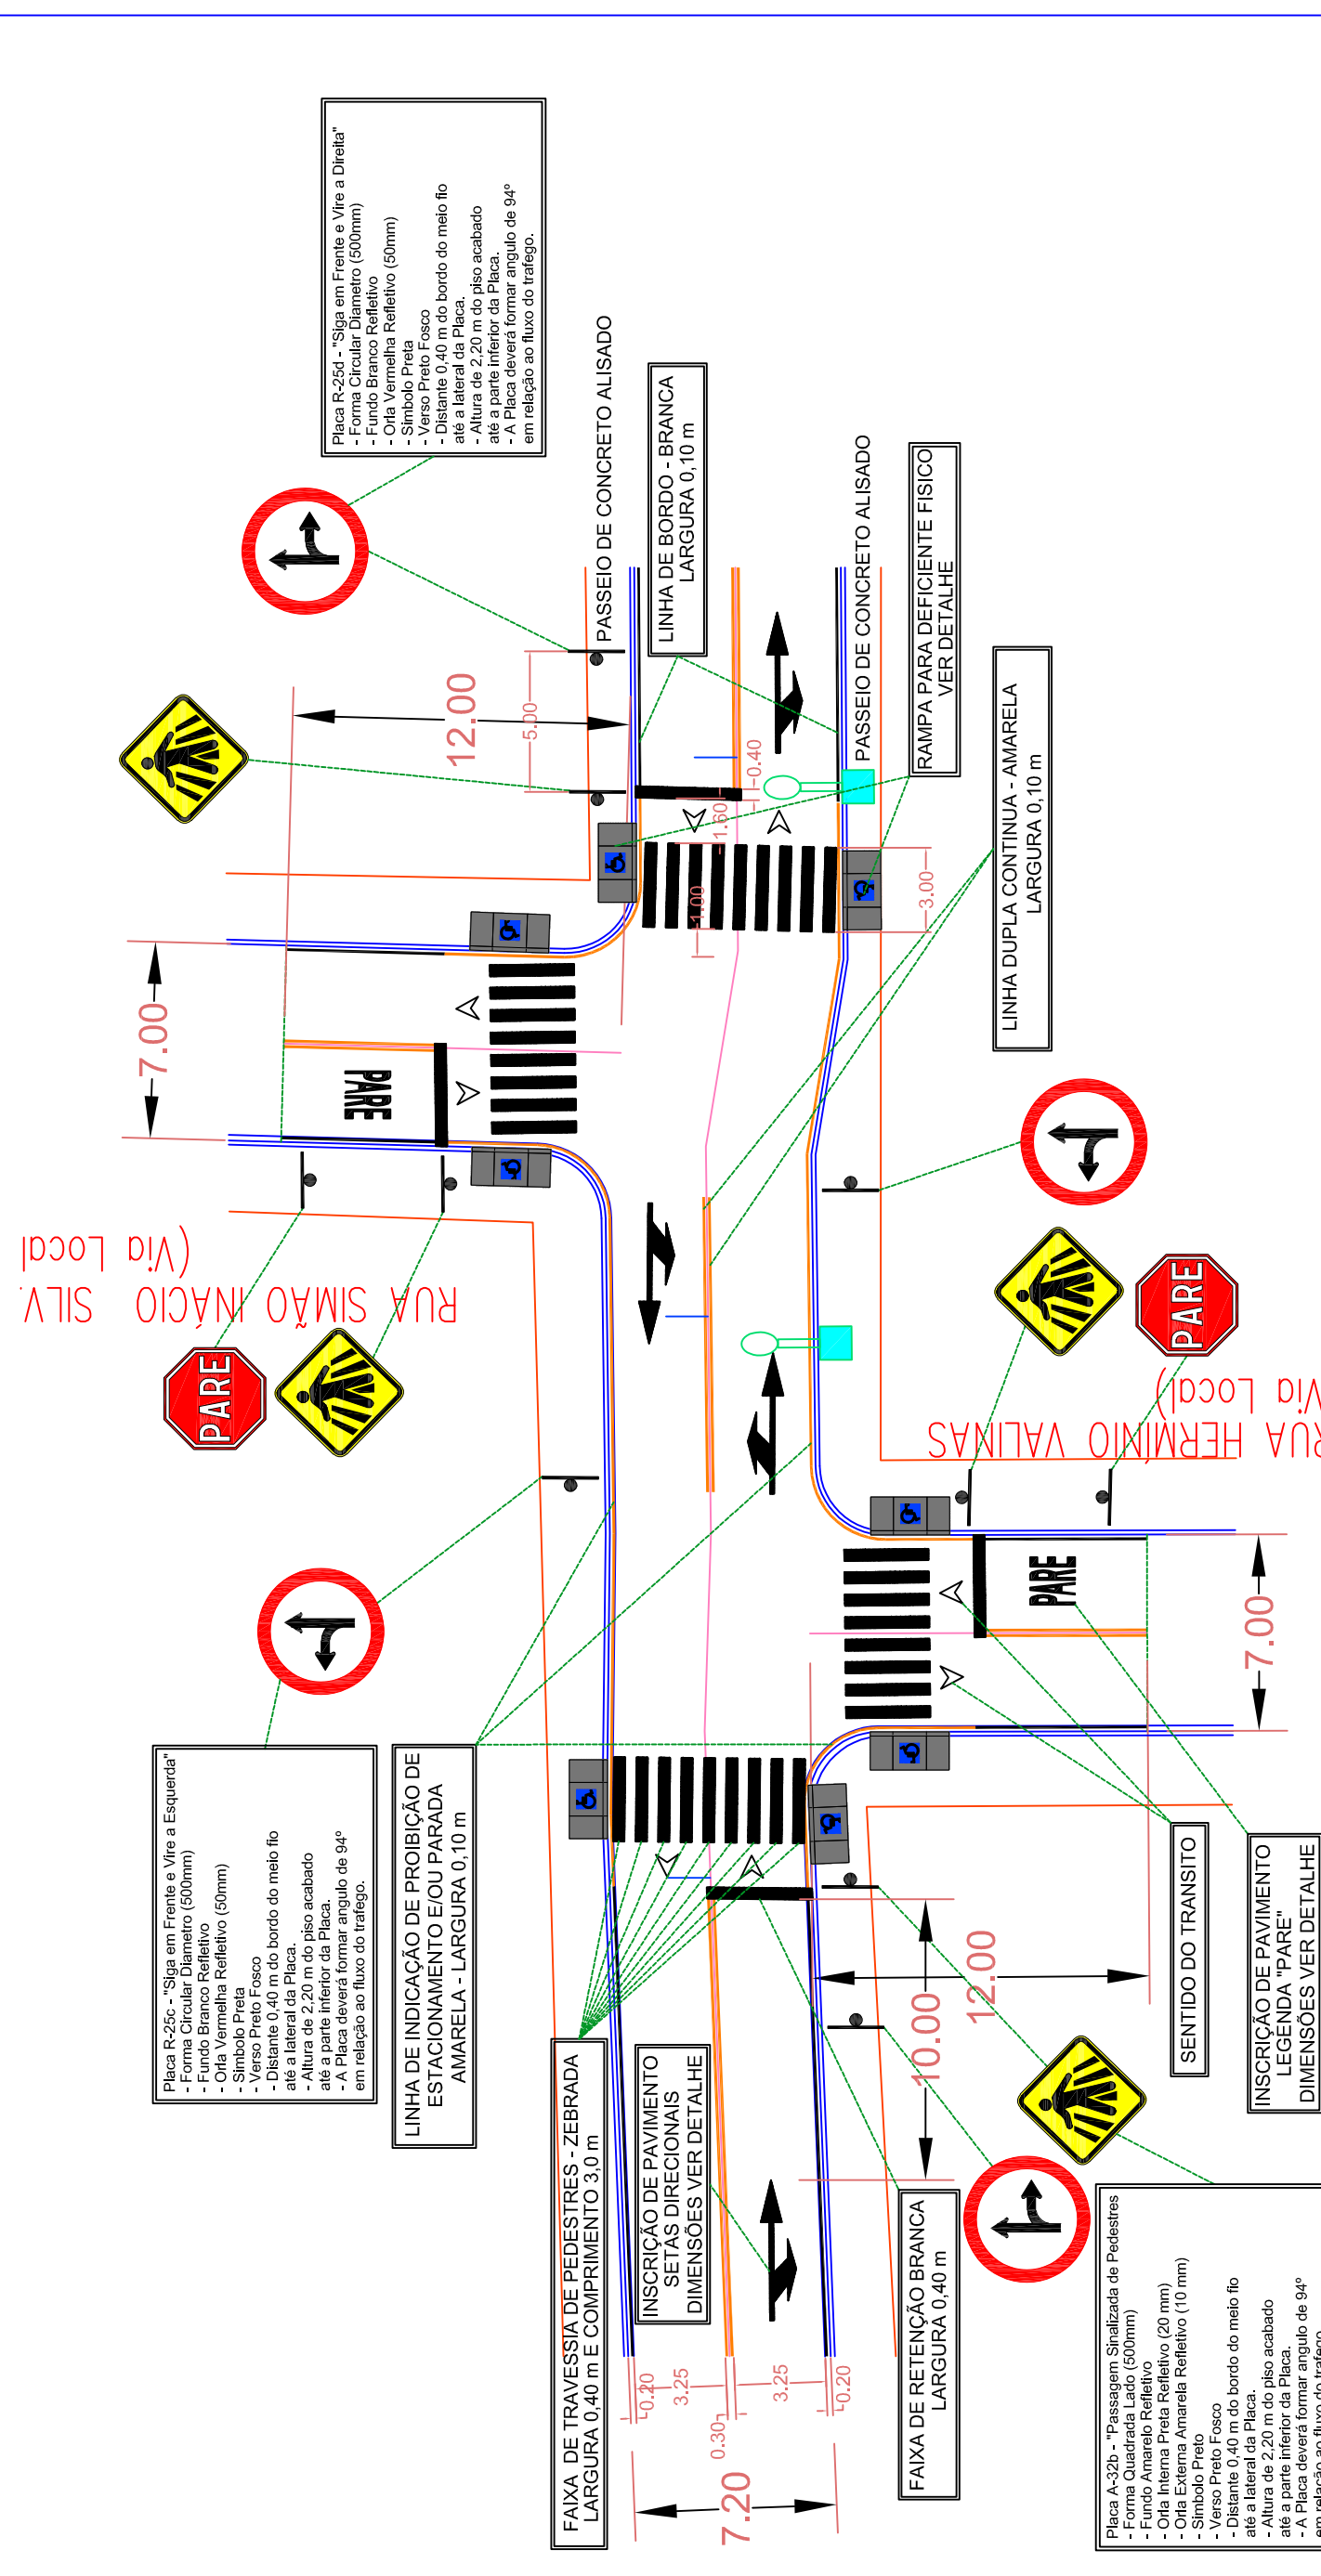 Placa R-25d - "Siga em Frente e Vire a Direita"
- Forma Circular Diametro (500mm)
- Fundo Branco Refletivo
- Orla Vermelha Refletivo (50mm)
- Simbolo Preta
- Verso Preto Fosco
- Distante 0,40 m do bordo do meio fio
até a lateral da Placa.
- Altura de 2,20 m do piso acabado
até a parte inferior da Placa.
- A Placa deverá formar angulo de 94º
em relação ao fluxo do trafego.
PASSEIO DE CONCRETO ALISADO
LINHA DE BORDO - BRANCA
LARGURA 0,10 m
PASSEIO DE CONCRETO ALISADO
RAMPA PARA DEFICIENTE FISICO
VER DETALHE
LINHA DUPLA CONTINUA - AMARELA
LARGURA 0,10 m
12.00
5.00
0.40
1.60
1.00
3.00
7.00
PARE
RUA SIMÃO INÁCIO SILV
(Via Local
PARE
PARE
RUA HERMÍNIO VALINAS
Via Local)
PARE
7.00
Placa R-25c - "Siga em Frente e Vire a Esquerda"
- Forma Circular Diametro (500mm)
- Fundo Branco Refletivo
- Orla Vermelha Refletivo (50mm)
- Simbolo Preta
- Verso Preto Fosco
- Distante 0,40 m do bordo do meio fio
até a lateral da Placa.
- Altura de 2,20 m do piso acabado
até a parte inferior da Placa.
- A Placa deverá formar angulo de 94º
em relação ao fluxo do trafego.
LINHA DE INDICAÇÃO DE PROIBIÇÃO DE
ESTACIONAMENTO E/OU PARADA
AMARELA - LARGURA 0,10 m
FAIXA DE TRAVESSIA DE PEDESTRES - ZEBRADA
LARGURA 0,40 m E COMPRIMENTO 3,0 m
INSCRIÇÃO DE PAVIMENTO
SETAS DIRECIONAIS
DIMENSÕES VER DETALHE
FAIXA DE RETENÇÃO BRANCA
LARGURA 0,40 m
10.00
12.00
SENTIDO DO TRANSITO
INSCRIÇÃO DE PAVIMENTO
LEGENDA "PARE"
DIMENSÕES VER DETALHE
0.20
3.25
0.30
3.25
0.20
7.20
Placa A-32b - "Passagem Sinalizada de Pedestres
- Forma Quadrada Lado (500mm)
- Fundo Amarelo Refletivo
- Orla Interna Preta Refletivo (20 mm)
- Orla Externa Amarela Refletivo (10 mm)
- Simbolo Preto
- Verso Preto Fosco
- Distante 0,40 m do bordo do meio fio
até a lateral da Placa.
- Altura de 2,20 m do piso acabado
até a parte inferior da Placa.
- A Placa deverá formar angulo de 94º
em relação ao fluxo do trafego